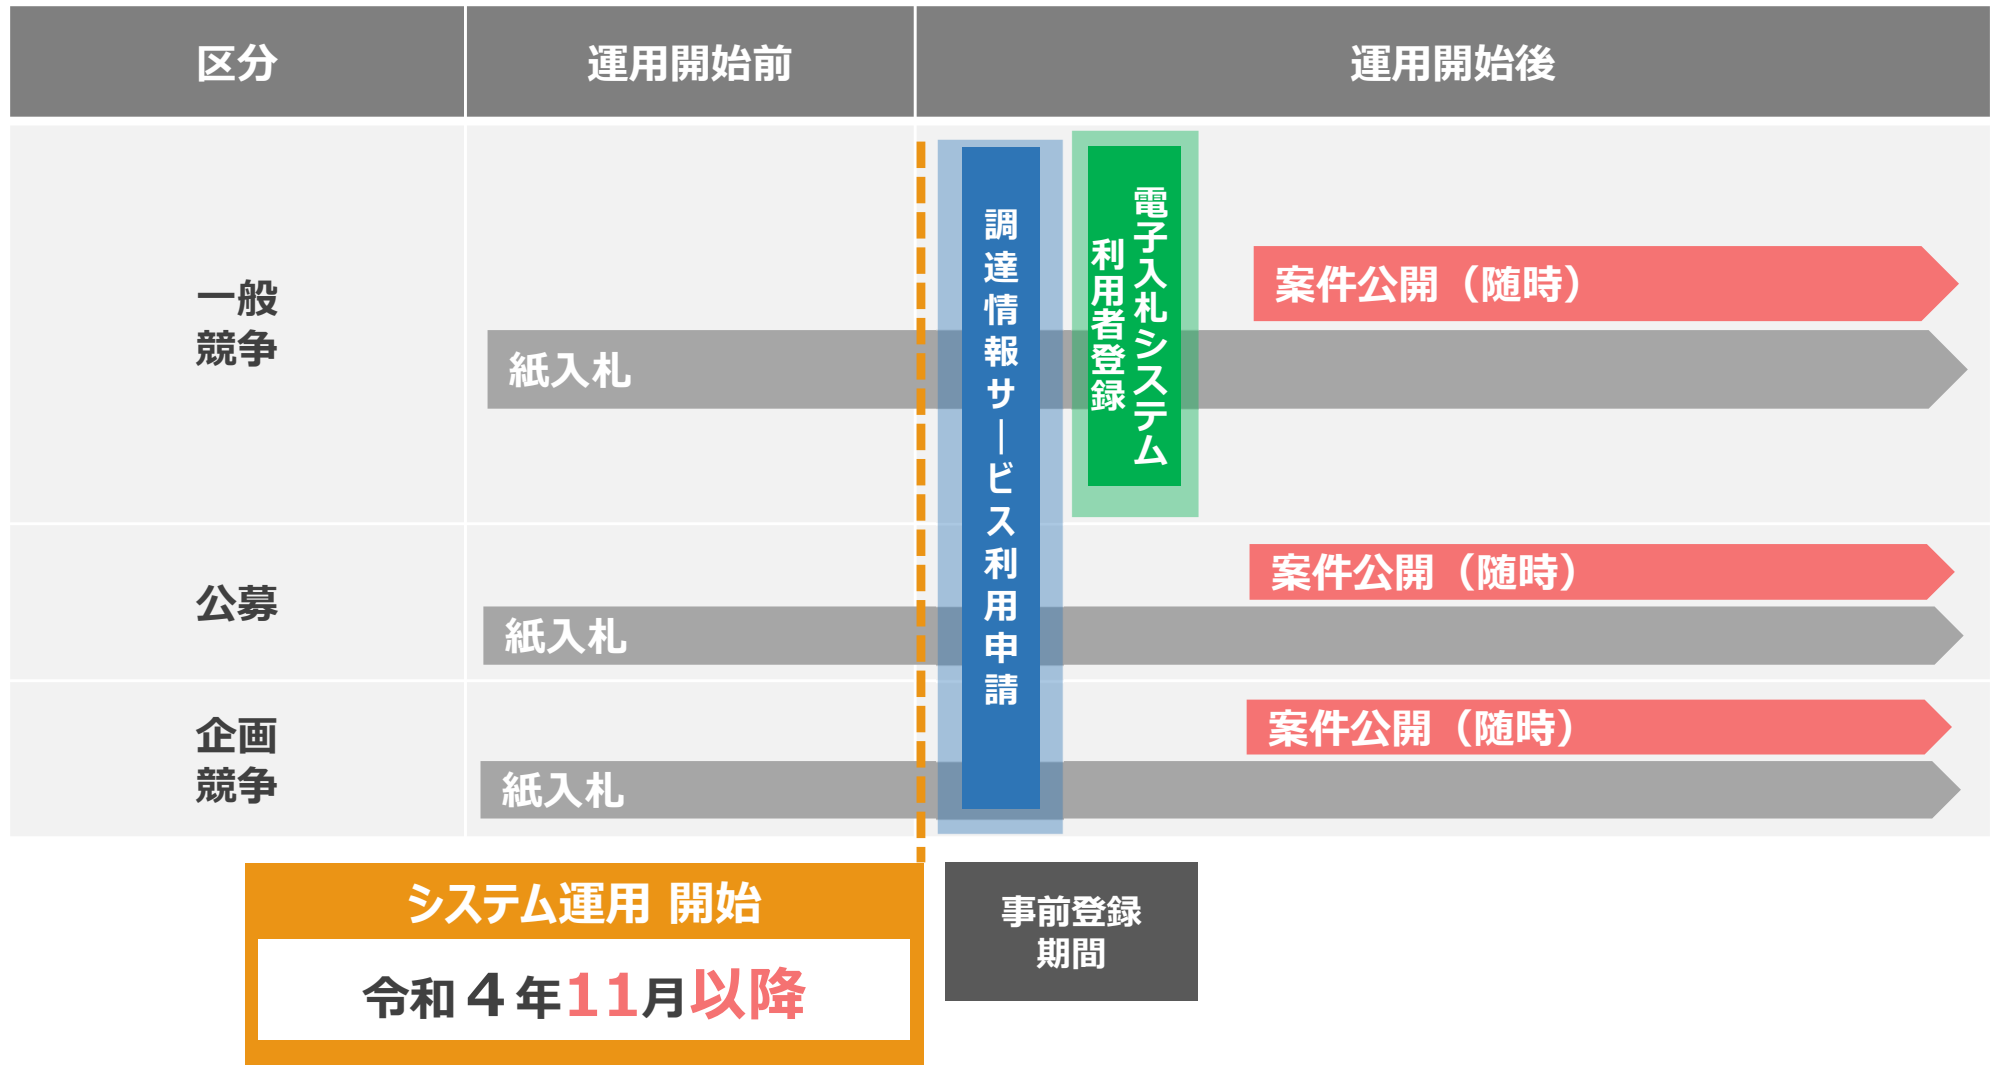 区分
運用開始前
運用開始後
一般
競争
紙入札
調達情報サービス利用申請
電子入札システム
利用者登録
案件公開（随時）
公募
紙入札
案件公開（随時）
企画
競争
紙入札
案件公開（随時）
システム運用 開始
令和４年11月以降
事前登録
期間